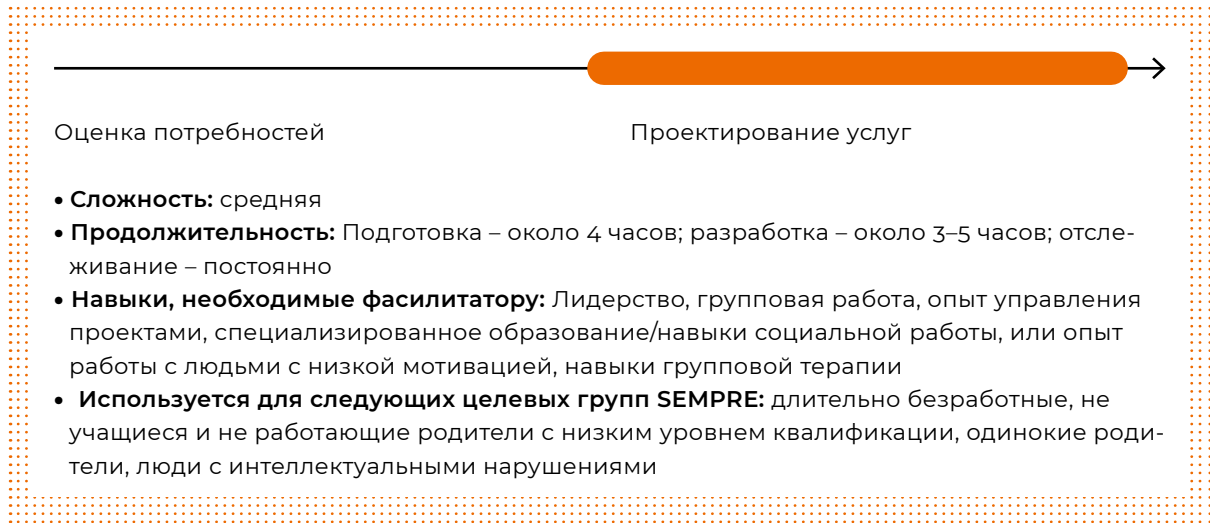 Оценка потребностей
Проектирование услуг
• Сложность: средняя
• Продолжительность: Подготовка – около 4 часов; разработка – около 3–5 часов; отсле-
живание – постоянно
• Навыки, необходимые фасилитатору: Лидерство, групповая работа, опыт управления
проектами, специализированное образование/навыки социальной работы, или опыт
работы с людьми с низкой мотивацией, навыки групповой терапии
• Используется для следующих целевых групп SEMPRE: длительно безработные, не
учащиеся и не работающие родители с низким уровнем квалификации, одинокие роди-
тели, люди с интеллектуальными нарушениями